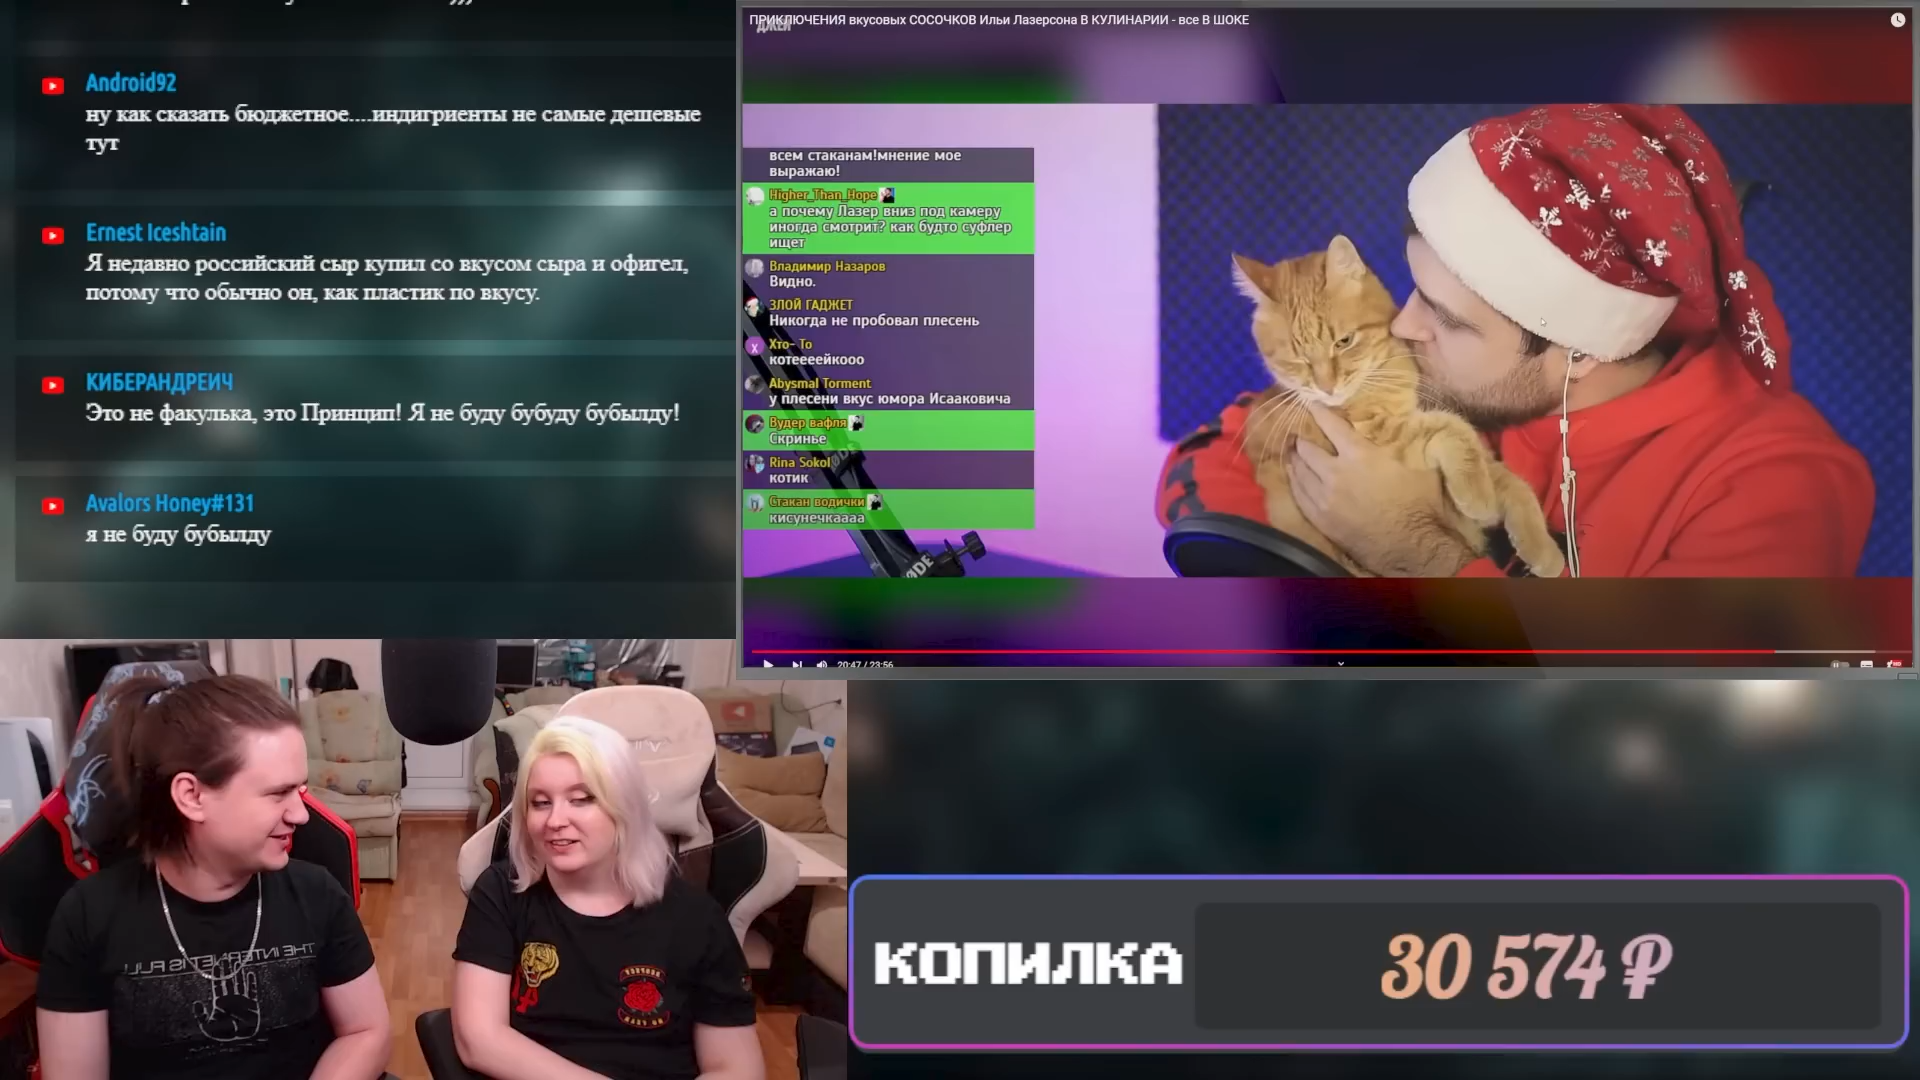 Android92
ну как сказать бюджетное....индигриенты не самые дешевые
тут
Ernest Iceshtain
Я недавно российский сыр купил со вкусом сыра и офигел,
потому что обычно он, как пластик по вкусу.
КИБЕРАНДРЕИЧ
Это не факулька, это Принцип! Я не буду бубуду бубылду!
Avalors Honey#131
я не буду бубылду
ПРИКЛЮЧЕНИЯ вкусовых СОСОЧКОВ Ильи Лазерсона В КУЛИНАРИИ - все В ШОКЕ
ДЖЕЙ
всем стаканам!мнение мое
выражаю!
Higher_Than_Hope
а почему Лазер вниз под камеру
иногда смотрит? как будто суфлер
ищет
Владимир Назаров
Видно.
ЗЛОЙ ГАДЖЕТ
Никогда не пробовал плесень
Хто- То
котеееейкооо
Abysmal Torment
у плесени вкус юмора Исааковича
Вудер вафля
Скринье
Rina Sokol
котик
Стакан водички
кисунечкаааа
20:47 / 23:56
КОПИЛКА
30 574 ₽